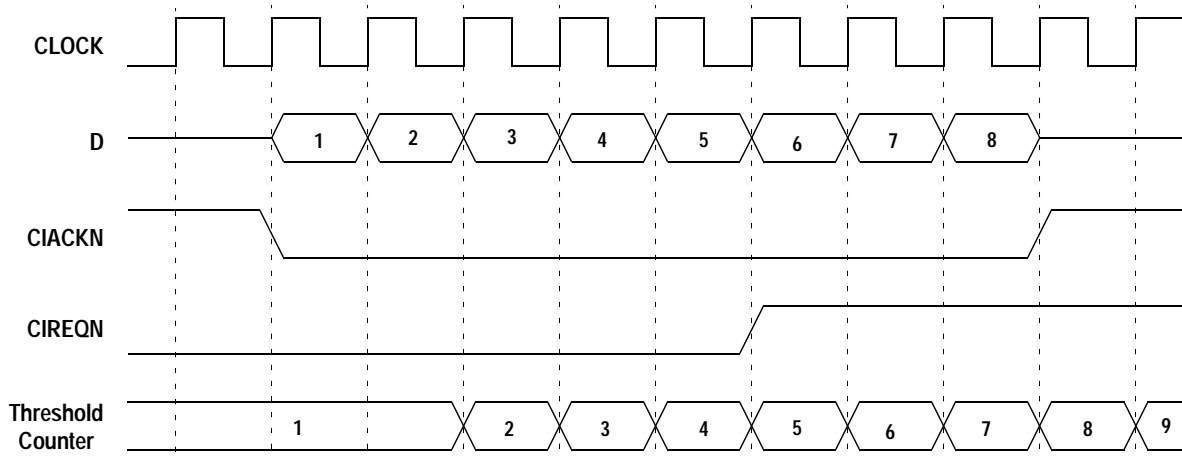 CLOCK
D
1 2 3 4 5 6 7 8
CIACKN
CIREQN
Threshold
Counter
1 2 3 4 5 6 7 8 9